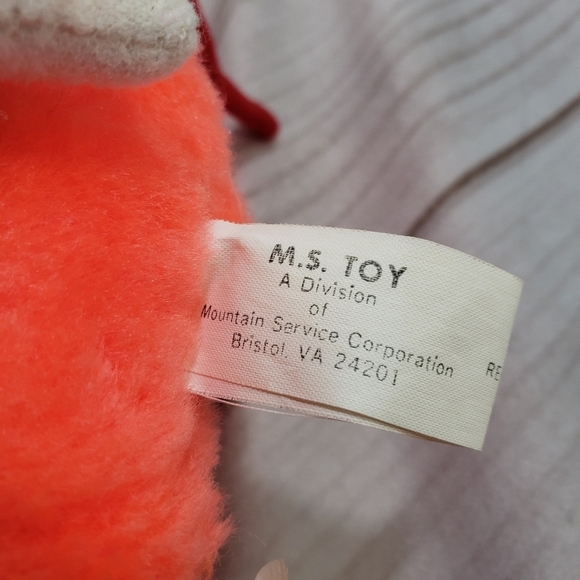 M.S. TOY
A Division
of
Mountain Service Corporation
Bristol, VA 24201
RE